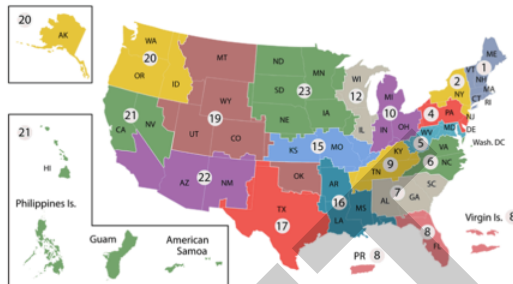 20
AK
21
HI
Philippines Is.
Guam
American
Samoa
WA
20
OR
ID
MT
ND
MN
SD
23
NE
IA
WI
12
IL
MI
10
IN
OH
2
NY
ME
VT
1
NH
MA
CT
RI
4
PA
NJ
DE
MD
WV
5
Wash. DC
VA
6
NC
21
CA
NV
WY
19
UT
CO
KS
15
MO
KY
9
TN
22
AZ
NM
OK
AR
16
MS
LA
AL
7
GA
SC
TX
17
8
FL
Virgin Is. 8
PR 8